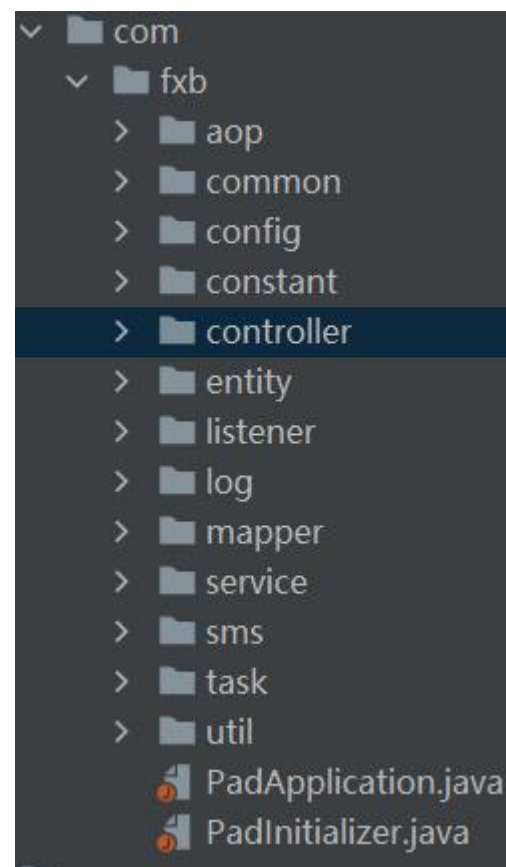 com
fxb
aop
common
config
constant
controller
entity
listener
log
mapper
service
sms
task
util
PadApplication.java
PadInitializer.java